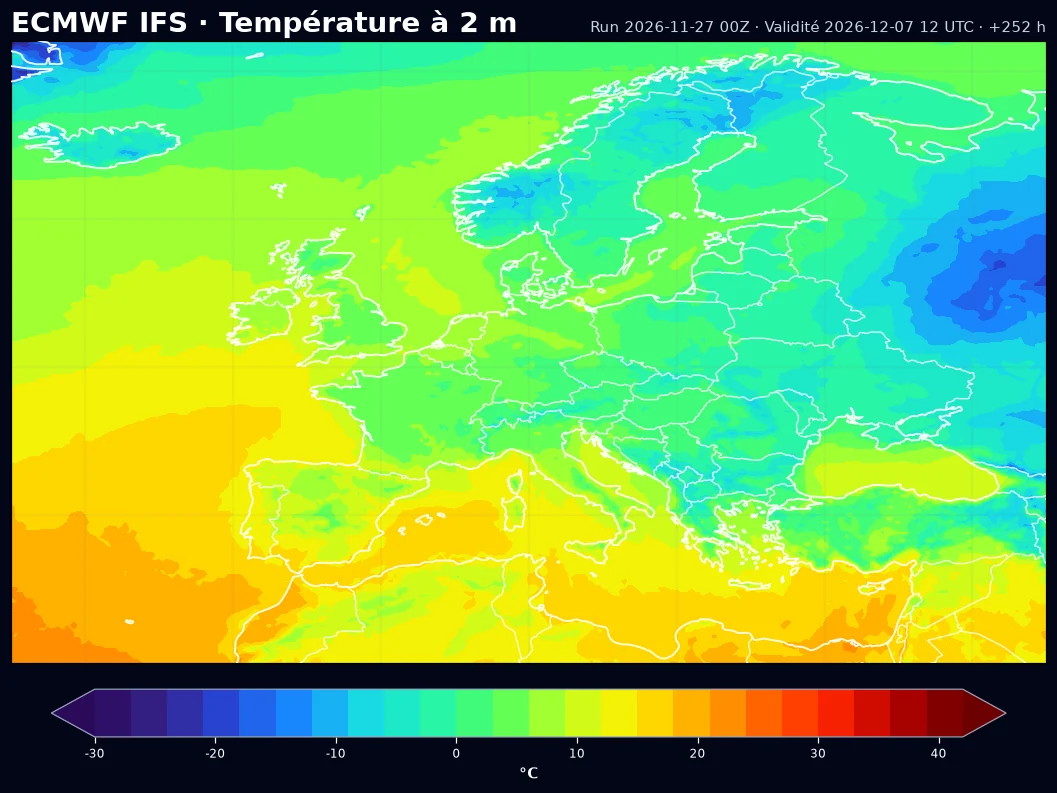 ECMWF IFS · Température à 2 m
Run 2026-11-27 00Z · Validité 2026-12-07 12 UTC · +252 h
-30 -20 -10 0 10 20 30 40
°C